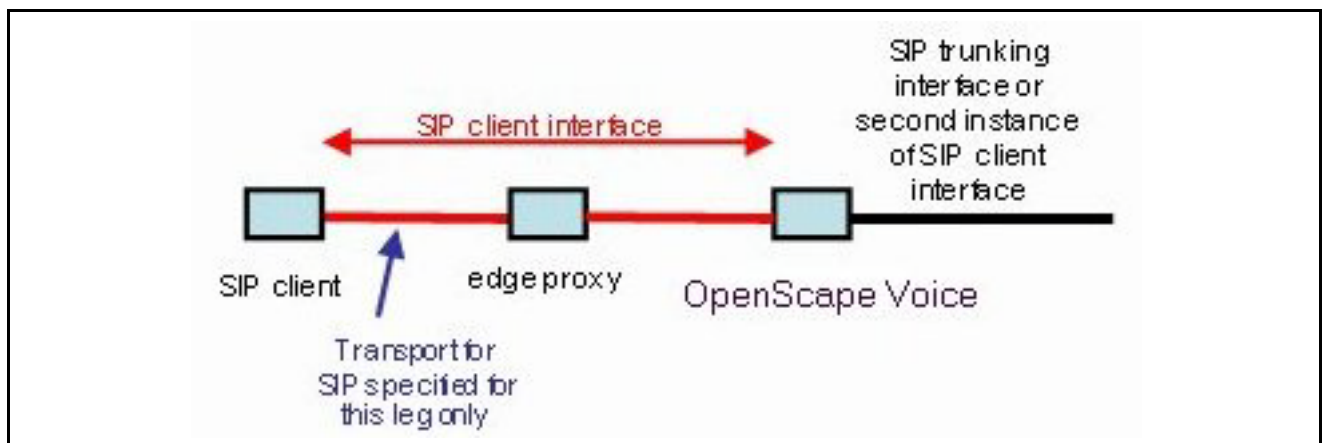 SIP trunking
interface or
second instance
of SIP client
interface
SIP client interface
SIP client
edge proxy
OpenScape Voice
Transport for
SIP specified for
this leg only